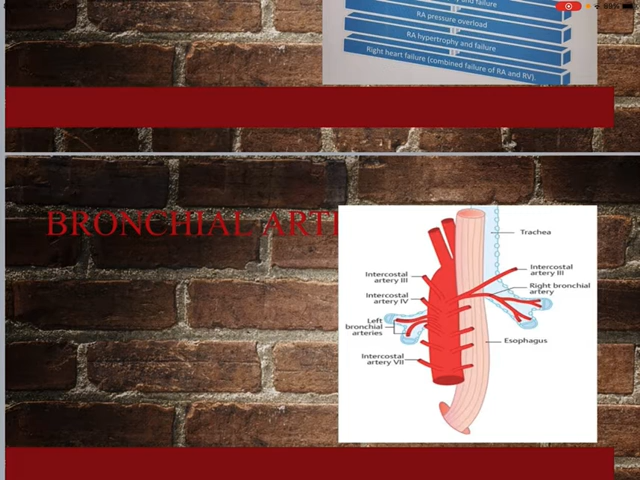 and failure
RA pressure overload
RA hypertrophy and failure
Right heart failure (combined failure of RA and RV).
BRONCHIAL
Trachea
Intercostal
artery III
Intercostal
artery III
Right bronchial
artery
Intercostal
artery IV
Left
bronchial
arteries
Esophagus
Intercostal
artery VII